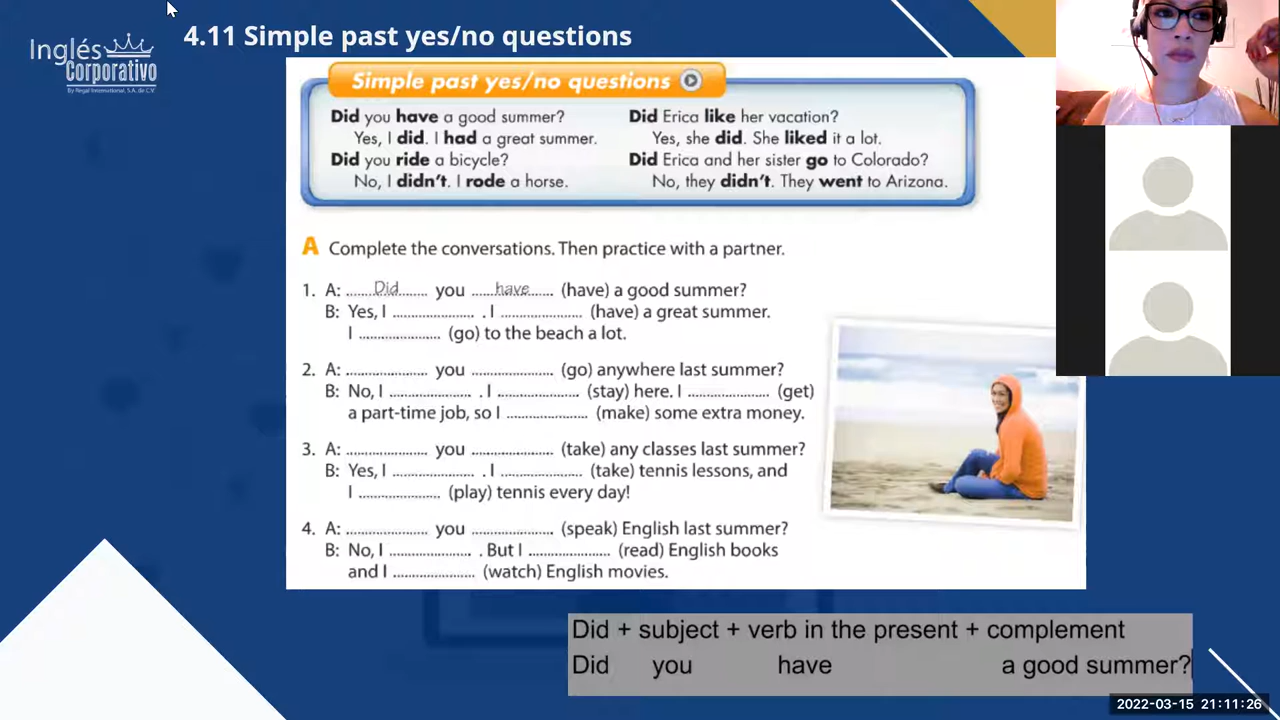 Inglés
Corporativo
By Regal International, S.A. de C.V.
4.11 Simple past yes/no questions
Simple past yes/no questions
Did you have a good summer?
Yes, I did. I had a great summer.
Did you ride a bicycle?
No, I didn't. I rode a horse.
Did Erica like her vacation?
Yes, she did. She liked it a lot.
Did Erica and her sister go to Colorado?
No, they didn't. They went to Arizona.
A Complete the conversations. Then practice with a partner.
1. A: ........Did........ you .......have....... (have) a good summer?
B: Yes, I ..................... . I ..................... (have) a great summer.
I ..................... (go) to the beach a lot.
2. A: ..................... you ..................... (go) anywhere last summer?
B: No, I ..................... . I ..................... (stay) here. I ..................... (get)
a part-time job, so I ..................... (make) some extra money.
3. A: ..................... you ..................... (take) any classes last summer?
B: Yes, I ..................... . I ..................... (take) tennis lessons, and
I ..................... (play) tennis every day!
4. A: ..................... you ..................... (speak) English last summer?
B: No, I ..................... . But I ..................... (read) English books
and I ..................... (watch) English movies.
Did + subject + verb in the present + complement
Did you have a good summer?
2022-03-15 21:11:26